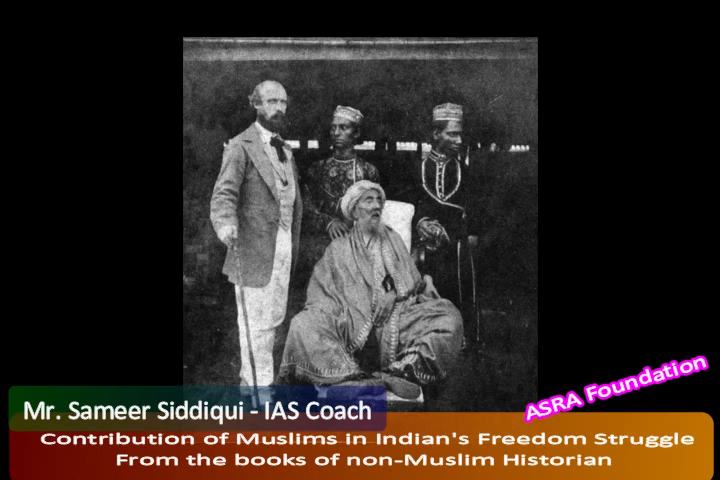 ASRA Foundation
Mr. Sameer Siddiqui - IAS Coach
Contribution of Muslims in Indian's Freedom Struggle
From the books of non-Muslim Historian